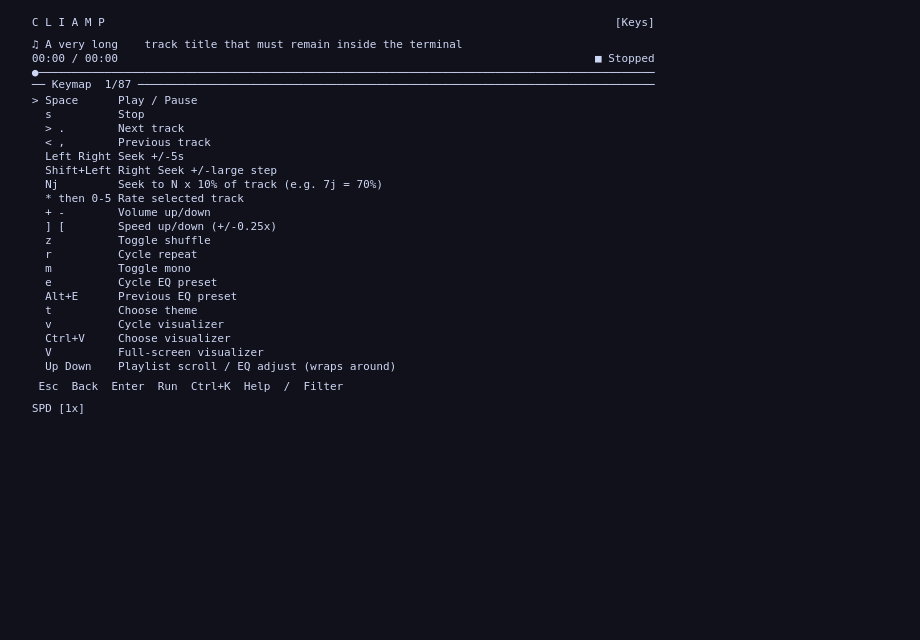 C L I A M P [Keys]
♫ A very long    track title that must remain inside the terminal
00:00 / 00:00 ■ Stopped
── Keymap  1/87 ──
> Space      Play / Pause
s          Stop
> .        Next track
< ,        Previous track
Left Right Seek +/-5s
Shift+Left Right Seek +/-large step
Nj         Seek to N x 10% of track (e.g. 7j = 70%)
* then 0-5 Rate selected track
+ -        Volume up/down
] [        Speed up/down (+/-0.25x)
z          Toggle shuffle
r          Cycle repeat
m          Toggle mono
e          Cycle EQ preset
Alt+E      Previous EQ preset
t          Choose theme
v          Cycle visualizer
Ctrl+V     Choose visualizer
V          Full-screen visualizer
Up Down    Playlist scroll / EQ adjust (wraps around)
Esc  Back  Enter  Run  Ctrl+K  Help  /  Filter
SPD [1x]